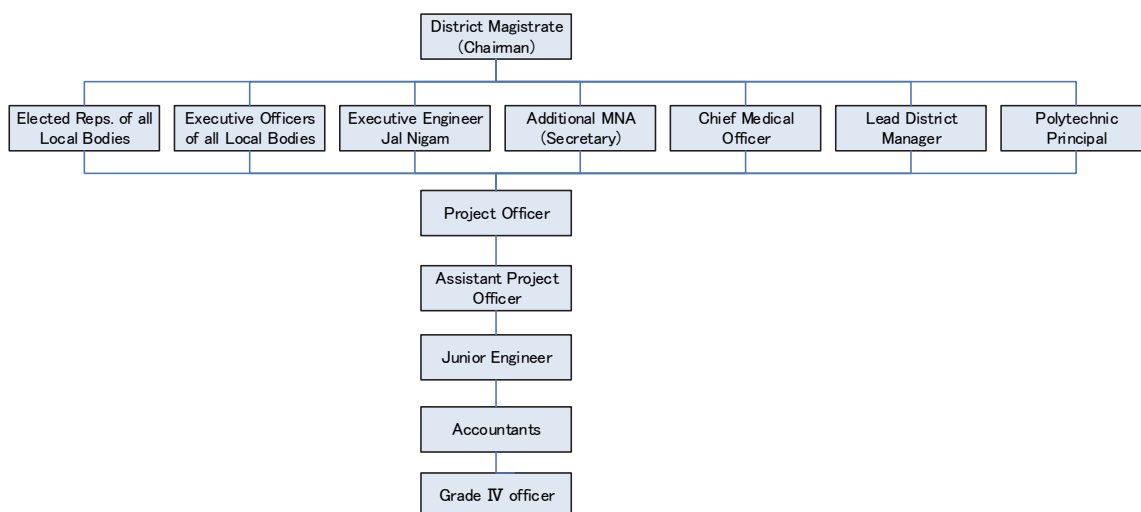 District Magistrate
(Chairman)
Elected Reps. of all
Local Bodies
Executive Officers
of all Local Bodies
Executive Engineer
Jal Nigam
Additional MNA
(Secretary)
Chief Medical
Officer
Lead District
Manager
Polytechnic
Principal
Project Officer
Assistant Project
Officer
Junior Engineer
Accountants
Grade Ⅳ officer